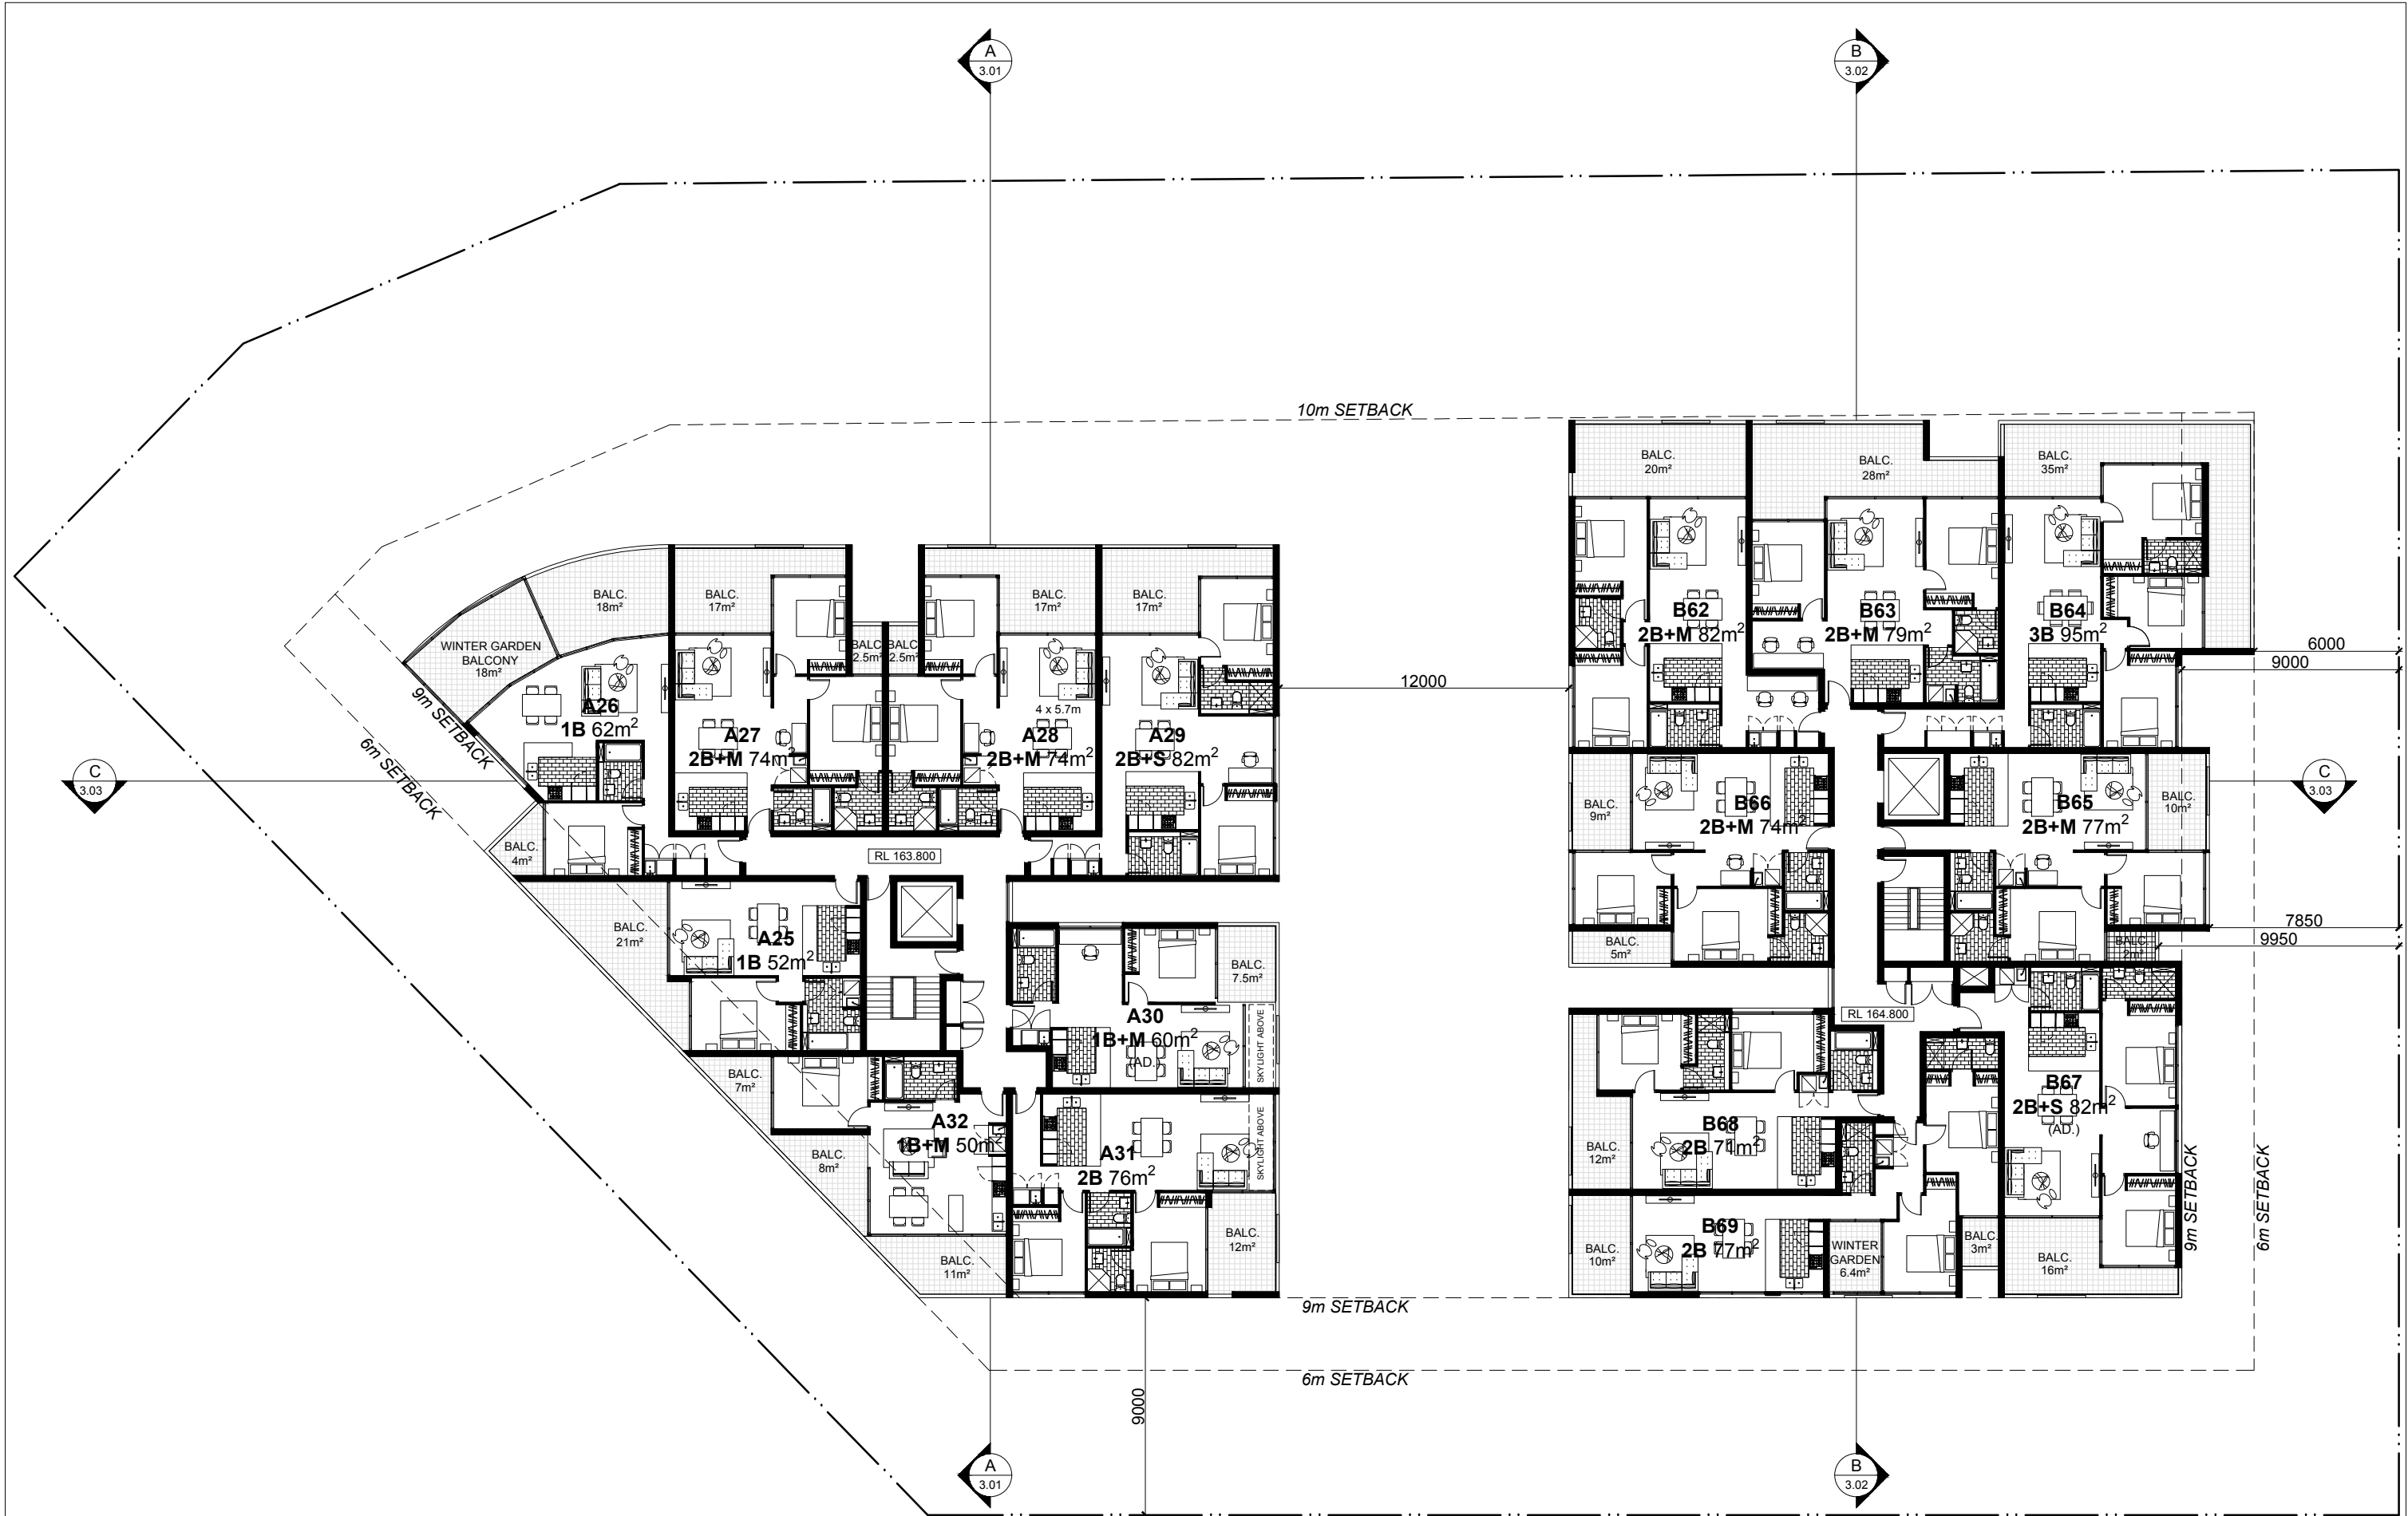 A
3.01
B
3.02
10m SETBACK
BALC.
20m²
BALC.
28m²
BALC.
35m²
BALC.
18m²
BALC.
17m²
BALC.
17m²
BALC.
17m²
WINTER GARDEN
BALCONY
18m²
BALC.
2.5m²
BALC.
2.5m²
B62
2B+M 82m²
B63
2B+M 79m²
B64
3B 95m²
6000
9000
12000
9m SETBACK
6m SETBACK
A26
1B 62m²
A27
2B+M 74m²
4 x 5.7m
A28
2B+M 74m²
A29
2B+S 82m²
C
3.03
C
3.03
BALC.
9m²
B66
2B+M 74m²
B65
2B+M 77m²
BALC.
10m²
BALC.
4m²
RL 163.800
BALC.
21m²
A25
1B 52m²
BALC.
5m²
BALC.
2m²
7850
9950
BALC.
7.5m²
A30
1B+M 60m²
(AD.)
SKYLIGHT ABOVE
RL 164.800
BALC.
7m²
A32
1B+M 50m²
BALC.
8m²
A31
2B 76m²
SKYLIGHT ABOVE
BALC.
12m²
BALC.
11m²
B67
2B+S 82m²
(AD.)
B68
2B 71m²
BALC.
12m²
B69
2B 77m²
BALC.
10m²
WINTER
GARDEN
6.4m²
BALC.
3m²
BALC.
16m²
9m SETBACK
6m SETBACK
9m SETBACK
6m SETBACK
9000
A
3.01
B
3.02